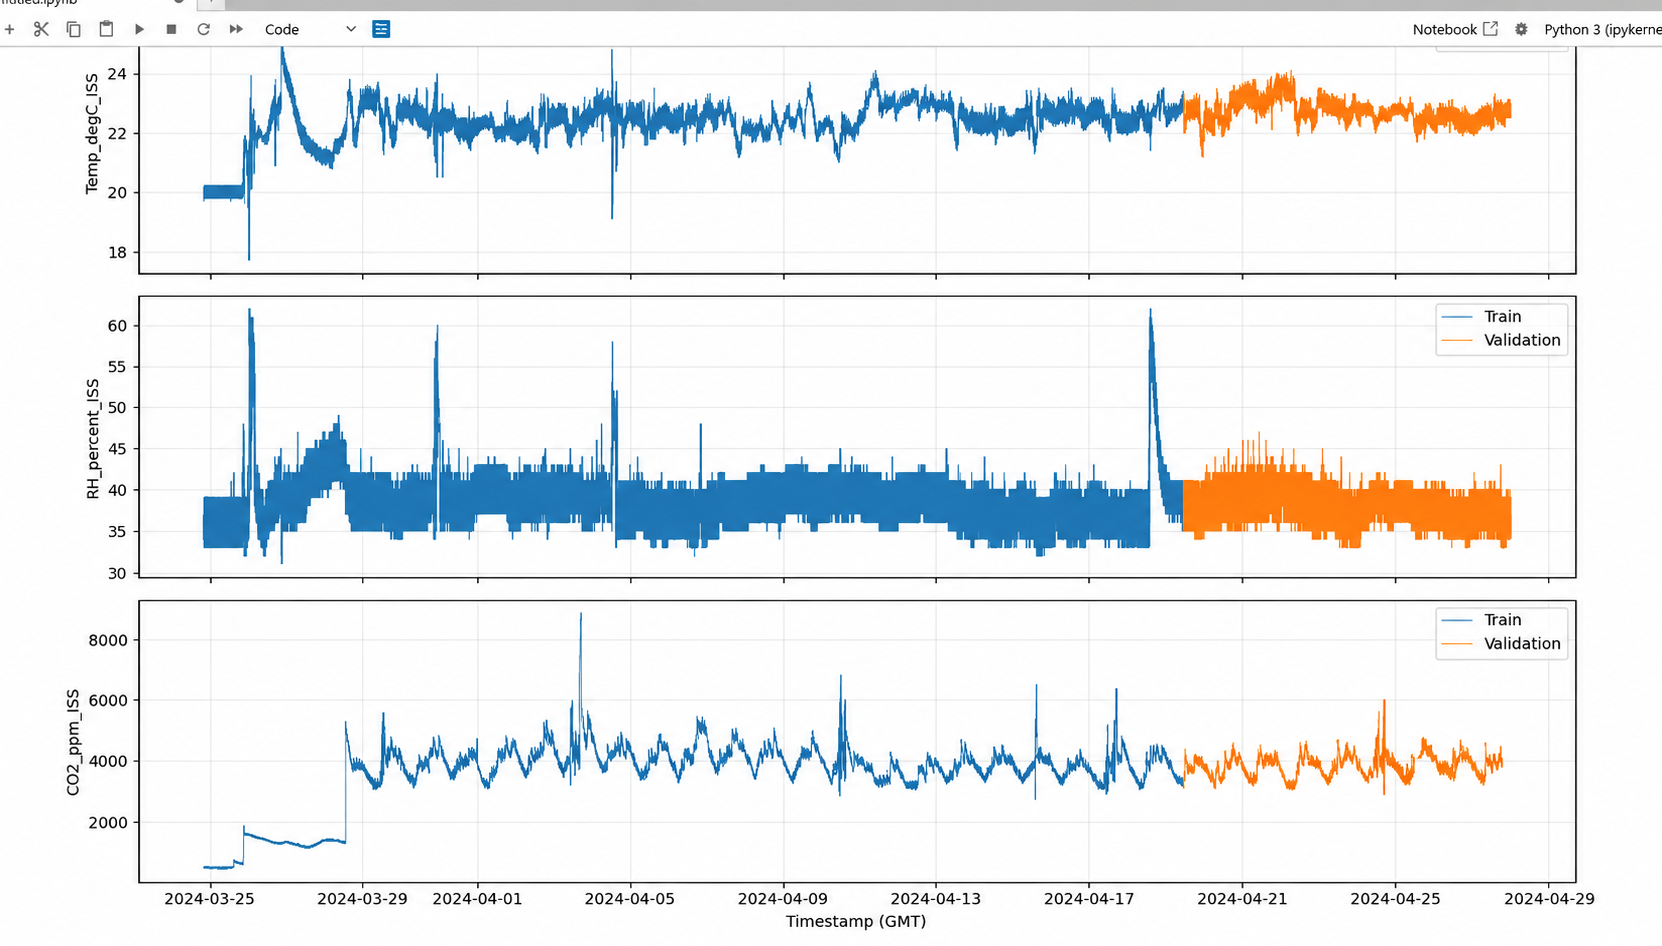 Code
Notebook
Python 3 (ipykerne
24
22
20
18
Temp_degC_ISS
Train
Validation
60
55
50
45
40
35
30
RH_percent_ISS
Train
Validation
8000
6000
4000
2000
CO2_ppm_ISS
2024-03-25 2024-03-29 2024-04-01 2024-04-05 2024-04-09 2024-04-13 2024-04-17 2024-04-21 2024-04-25 2024-04-29
Timestamp (GMT)